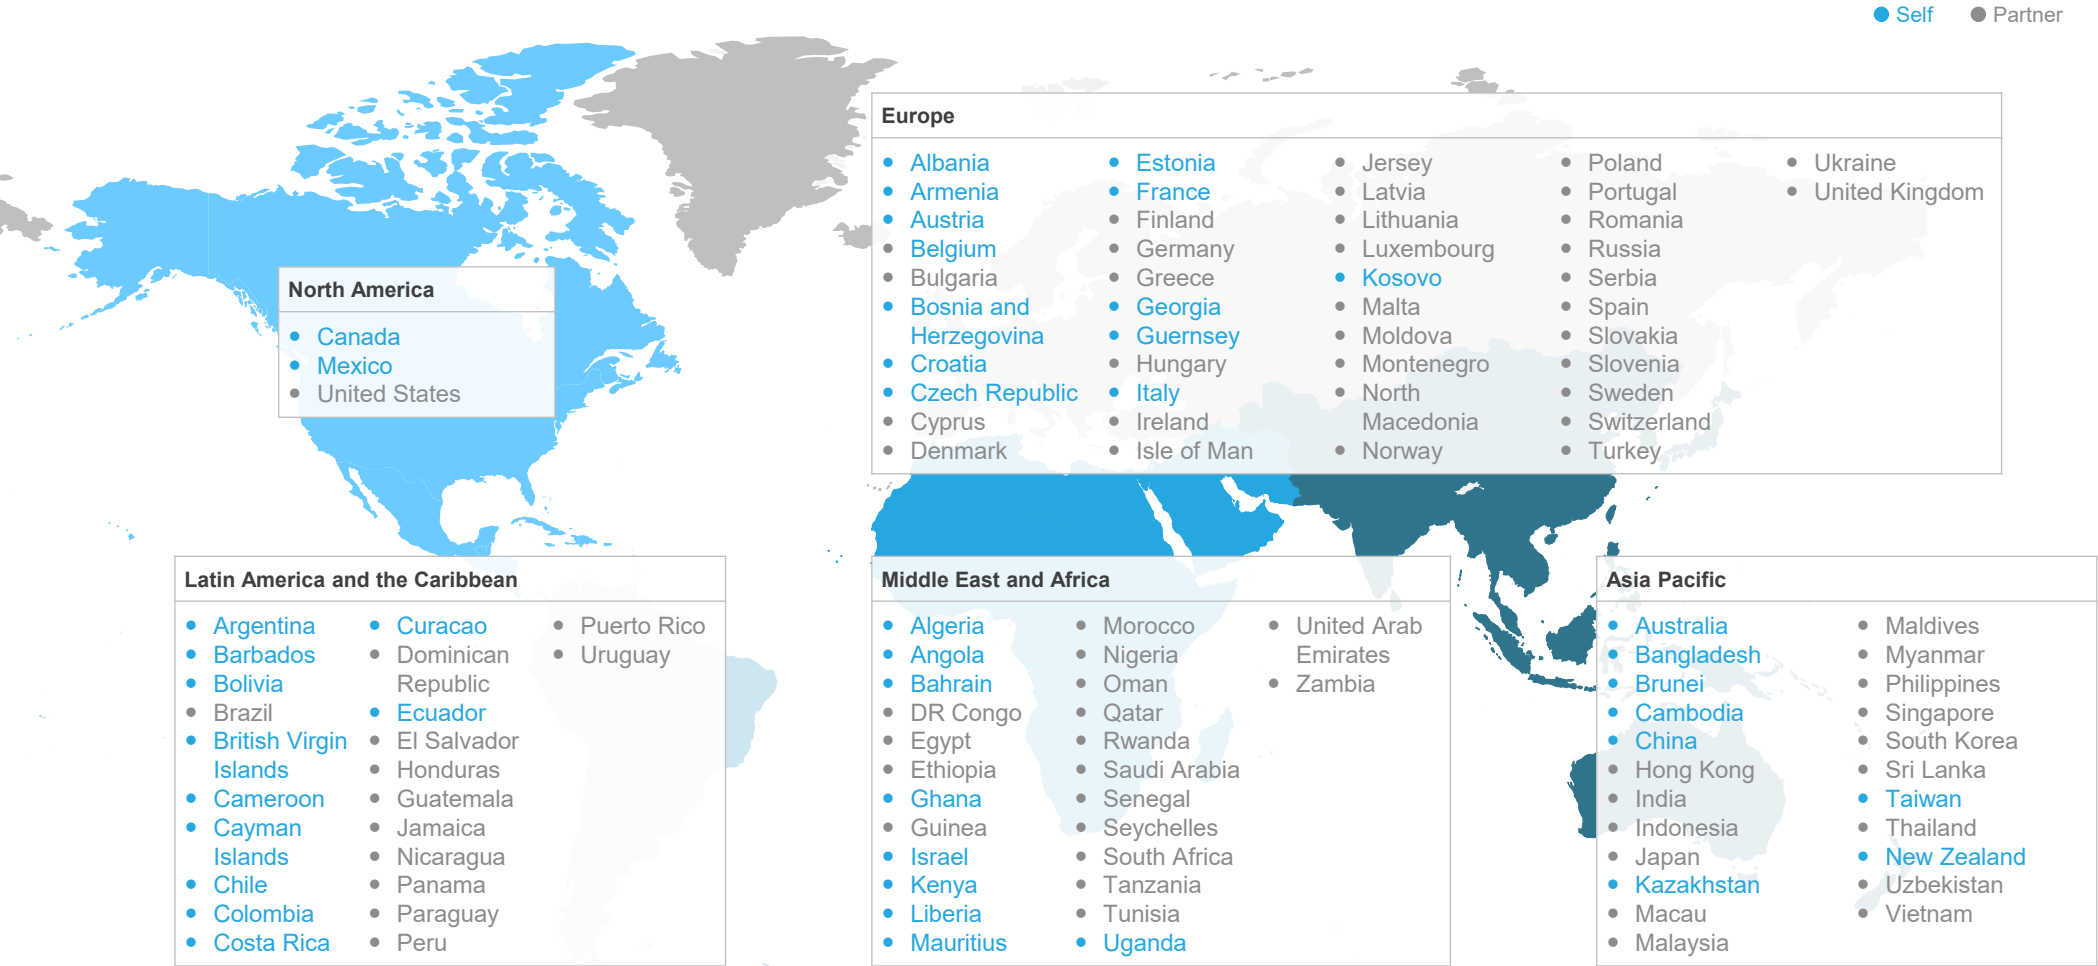 Self
Partner
Europe
Albania
Armenia
Austria
Belgium
Bulgaria
Bosnia and
Herzegovina
Croatia
Czech Republic
Cyprus
Denmark
Estonia
France
Finland
Germany
Greece
Georgia
Guernsey
Hungary
Italy
Ireland
Isle of Man
Jersey
Latvia
Lithuania
Luxembourg
Kosovo
Malta
Moldova
Montenegro
North
Macedonia
Norway
Poland
Portugal
Romania
Russia
Serbia
Spain
Slovakia
Slovenia
Sweden
Switzerland
Turkey
Ukraine
United Kingdom
North America
Canada
Mexico
United States
Latin America and the Caribbean
Argentina
Barbados
Bolivia
Brazil
British Virgin
Islands
Cameroon
Cayman
Islands
Chile
Colombia
Costa Rica
Curacao
Dominican
Republic
Ecuador
El Salvador
Honduras
Guatemala
Jamaica
Nicaragua
Panama
Paraguay
Peru
Puerto Rico
Uruguay
Middle East and Africa
Algeria
Angola
Bahrain
DR Congo
Egypt
Ethiopia
Ghana
Guinea
Israel
Kenya
Liberia
Mauritius
Morocco
Nigeria
Oman
Qatar
Rwanda
Saudi Arabia
Senegal
Seychelles
South Africa
Tanzania
Tunisia
Uganda
United Arab
Emirates
Zambia
Asia Pacific
Australia
Bangladesh
Brunei
Cambodia
China
Hong Kong
India
Indonesia
Japan
Kazakhstan
Macau
Malaysia
Maldives
Myanmar
Philippines
Singapore
South Korea
Sri Lanka
Taiwan
Thailand
New Zealand
Uzbekistan
Vietnam